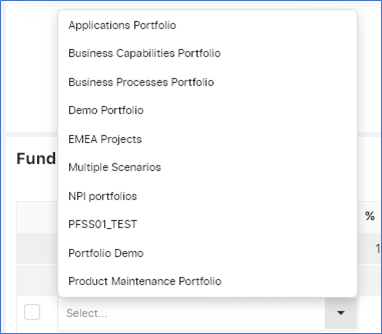 Applications Portfolio
Business Capabilities Portfolio
Business Processes Portfolio
Demo Portfolio
EMEA Projects
Multiple Scenarios
NPI portfolios
PFSS01_TEST
Portfolio Demo
Product Maintenance Portfolio
Fund
%
1
Select...